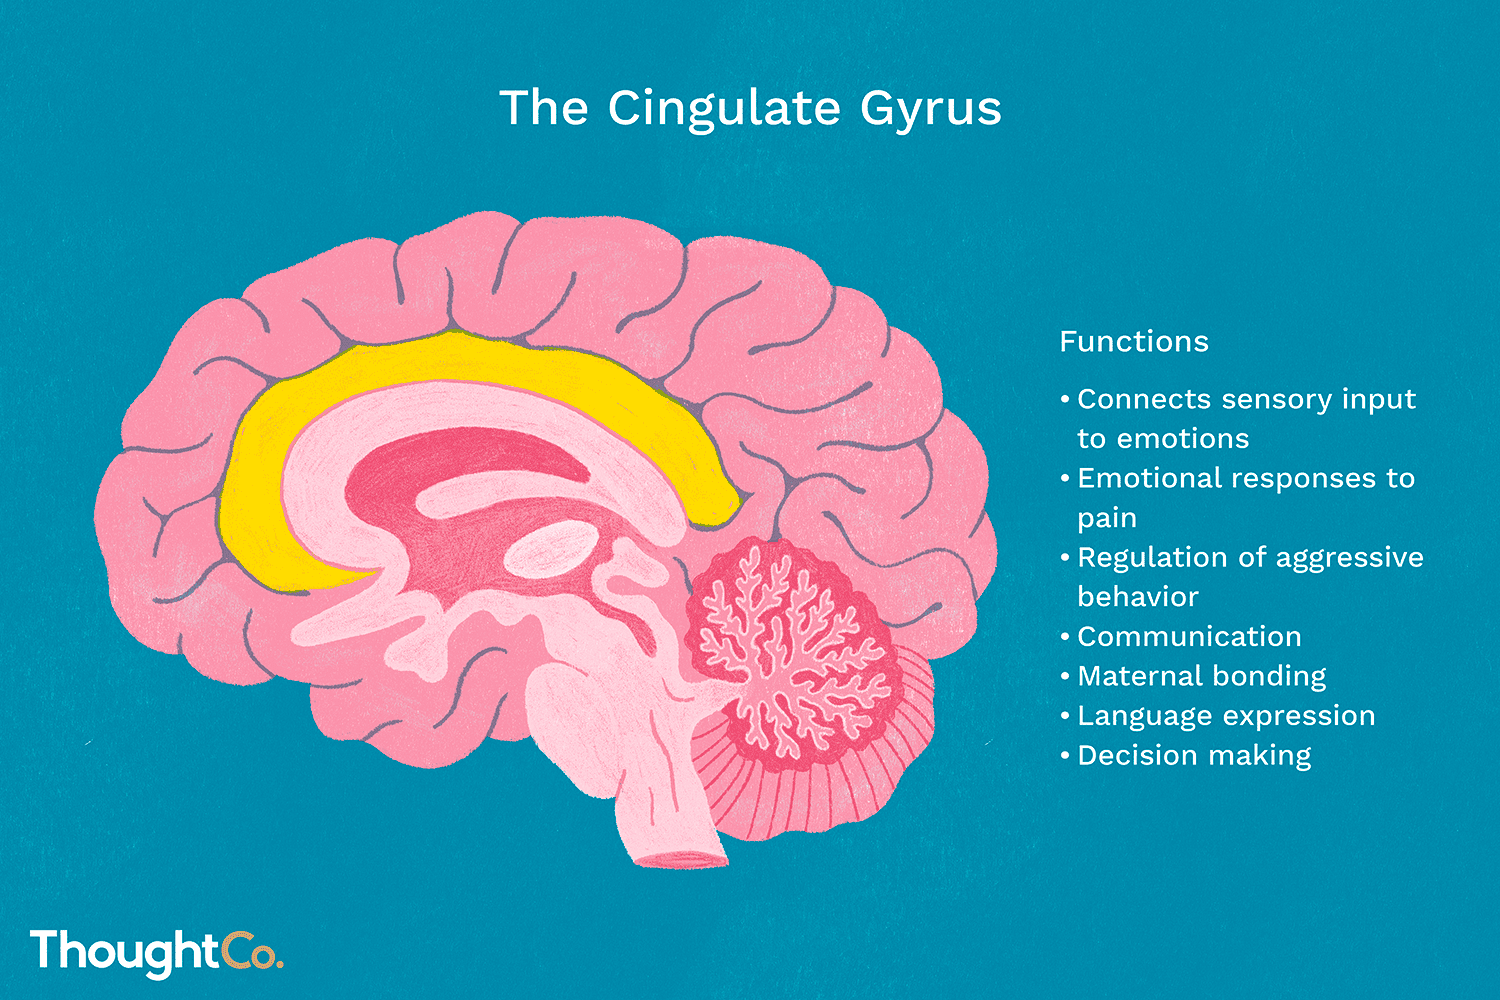 The Cingulate Gyrus
Functions
• Connects sensory input
to emotions
• Emotional responses to
pain
• Regulation of aggressive
behavior
• Communication
• Maternal bonding
• Language expression
• Decision making
ThoughtCo.